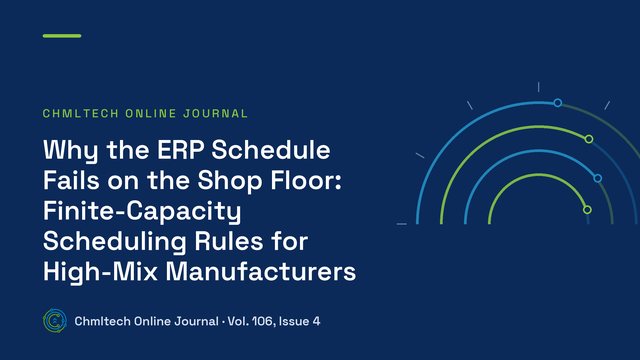 CHMLTECH ONLINE JOURNAL
Why the ERP Schedule
Fails on the Shop Floor:
Finite-Capacity
Scheduling Rules for
High-Mix Manufacturers
Chmltech Online Journal · Vol. 106, Issue 4